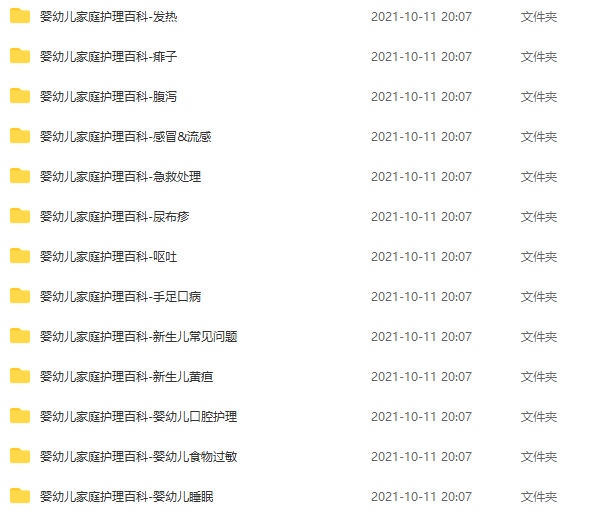 婴幼儿家庭护理百科-发热 2021-10-11 20:07 文件夹
婴幼儿家庭护理百科-痱子 2021-10-11 20:07 文件夹
婴幼儿家庭护理百科-腹泻 2021-10-11 20:07 文件夹
婴幼儿家庭护理百科-感冒&流感 2021-10-11 20:07 文件夹
婴幼儿家庭护理百科-急救处理 2021-10-11 20:07 文件夹
婴幼儿家庭护理百科-尿布疹 2021-10-11 20:07 文件夹
婴幼儿家庭护理百科-呕吐 2021-10-11 20:07 文件夹
婴幼儿家庭护理百科-手足口病 2021-10-11 20:07 文件夹
婴幼儿家庭护理百科-新生儿常见问题 2021-10-11 20:07 文件夹
婴幼儿家庭护理百科-新生儿黄疸 2021-10-11 20:07 文件夹
婴幼儿家庭护理百科-婴幼儿口腔护理 2021-10-11 20:07 文件夹
婴幼儿家庭护理百科-婴幼儿食物过敏 2021-10-11 20:07 文件夹
婴幼儿家庭护理百科-婴幼儿睡眠 2021-10-11 20:07 文件夹